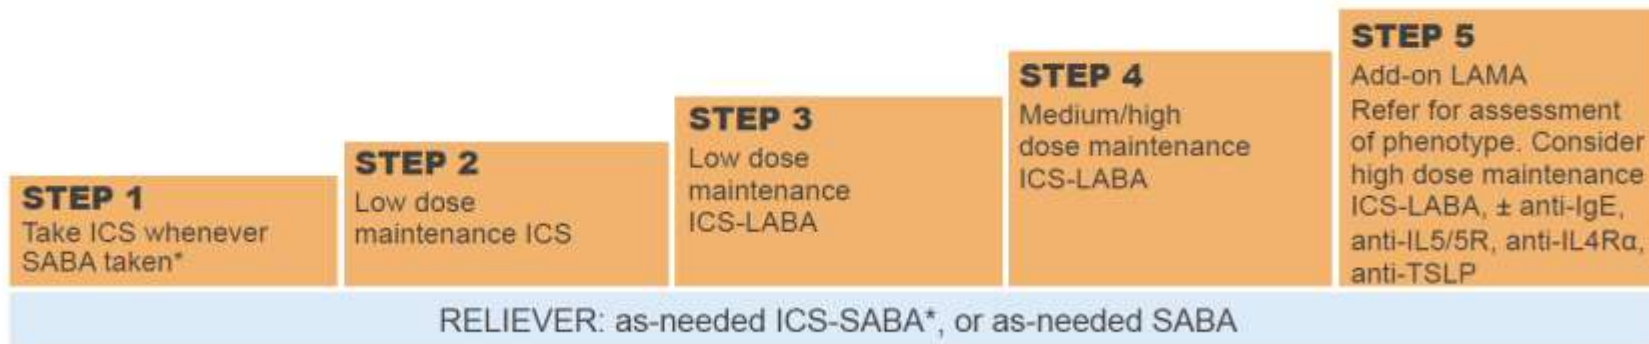 STEP 1
Take ICS whenever
SABA taken*
STEP 2
Low dose
maintenance ICS
STEP 3
Low dose
maintenance
ICS-LABA
STEP 4
Medium/high
dose maintenance
ICS-LABA
STEP 5
Add-on LAMA
Refer for assessment
of phenotype. Consider
high dose maintenance
ICS-LABA, ± anti-IgE,
anti-IL5/5R, anti-IL4Rα,
anti-TSLP
RELIEVER: as-needed ICS-SABA*, or as-needed SABA